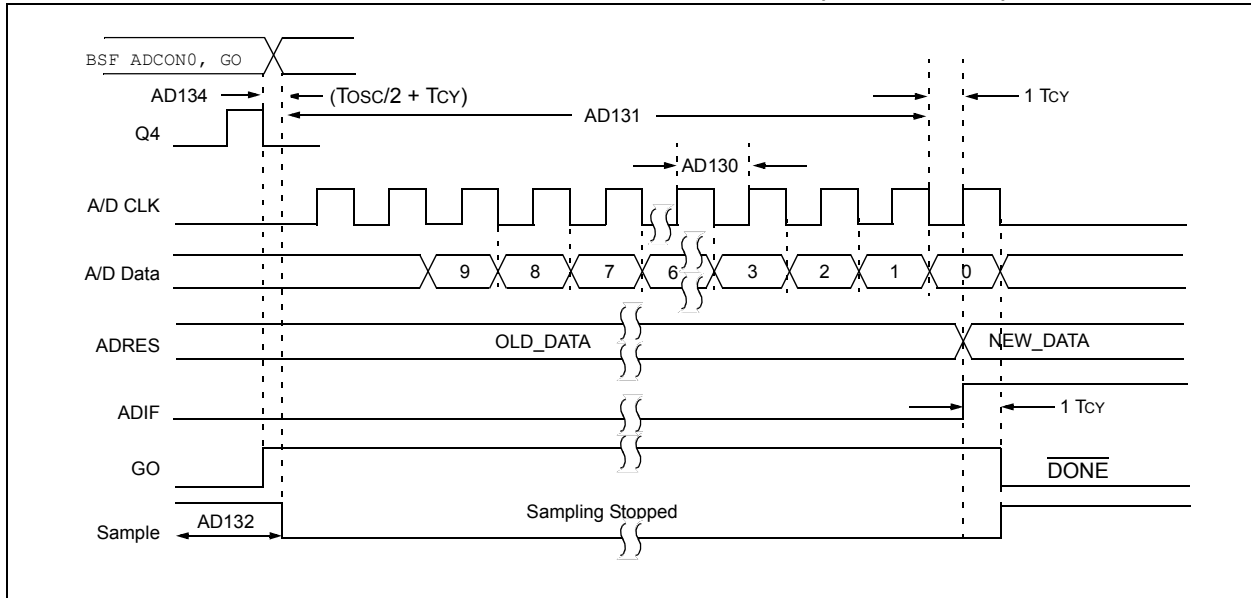 BSF ADCON0, GO
AD134
(TOSC/2 + TCY)
1 TCY
AD131
Q4
AD130
A/D CLK
A/D Data
9 8 7 6 3 2 1 0
ADRES
OLD_DATA
NEW_DATA
ADIF
1 TCY
GO
DONE
Sampling Stopped
AD132
Sample